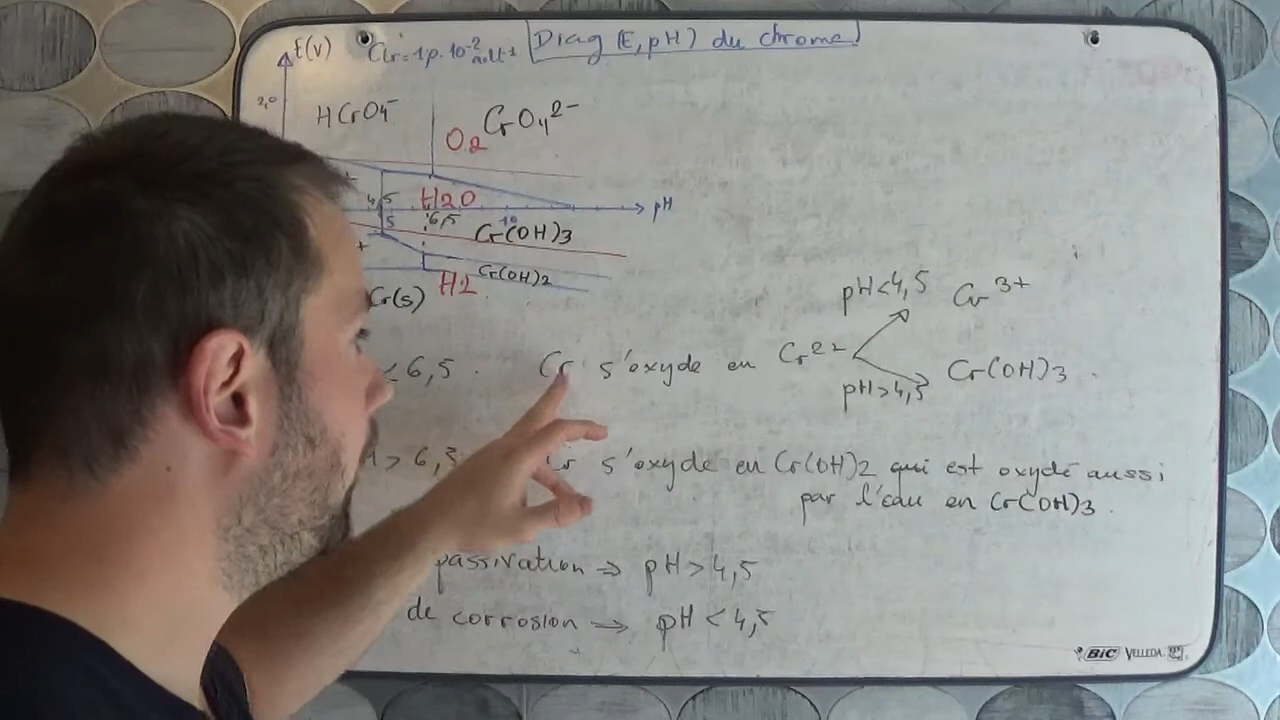 E(V) Diag (E, pH) du chrome
2,0
HCrO4⁻ CrO4²⁻
O2
4,5 H2O pH
5 6,5 10 Cr(OH)3
Cr(OH)2
Cr(s) H2
pH<4,5 Cr³⁺
<6,5 . Cr s'oxyde en Cr²⁺ Cr(OH)3 .
pH>4,5
> 6,5 Cr s'oxyde en Cr(OH)2 qui est oxydé aussi
par l'eau en Cr(OH)3 .
passivation ⇒ pH > 4,5
de corrosion ⇒ pH < 4,5
BIC VELLEDA